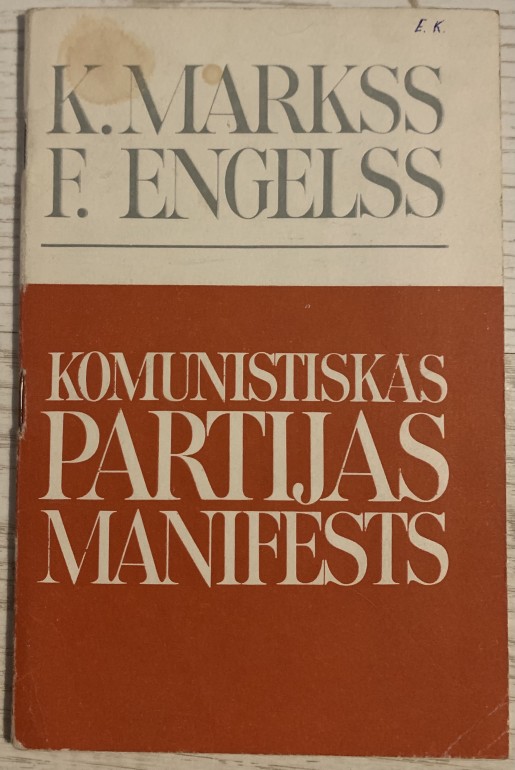 E. K.
K. MARKSS
F. ENGELSS
KOMUNISTISKĀS
PARTIJAS
MANIFESTS